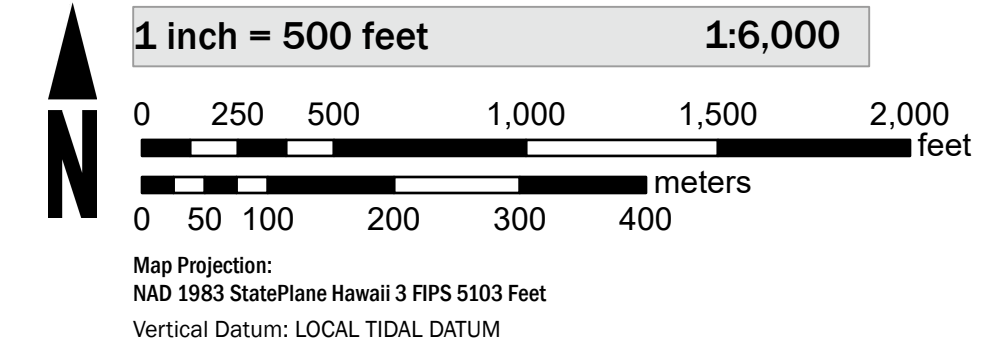 1 inch = 500 feet 1:6,000
0 250 500 1,000 1,500 2,000
feet
N
meters
0 50 100 200 300 400
Map Projection:
NAD 1983 StatePlane Hawaii 3 FIPS 5103 Feet
Vertical Datum: LOCAL TIDAL DATUM